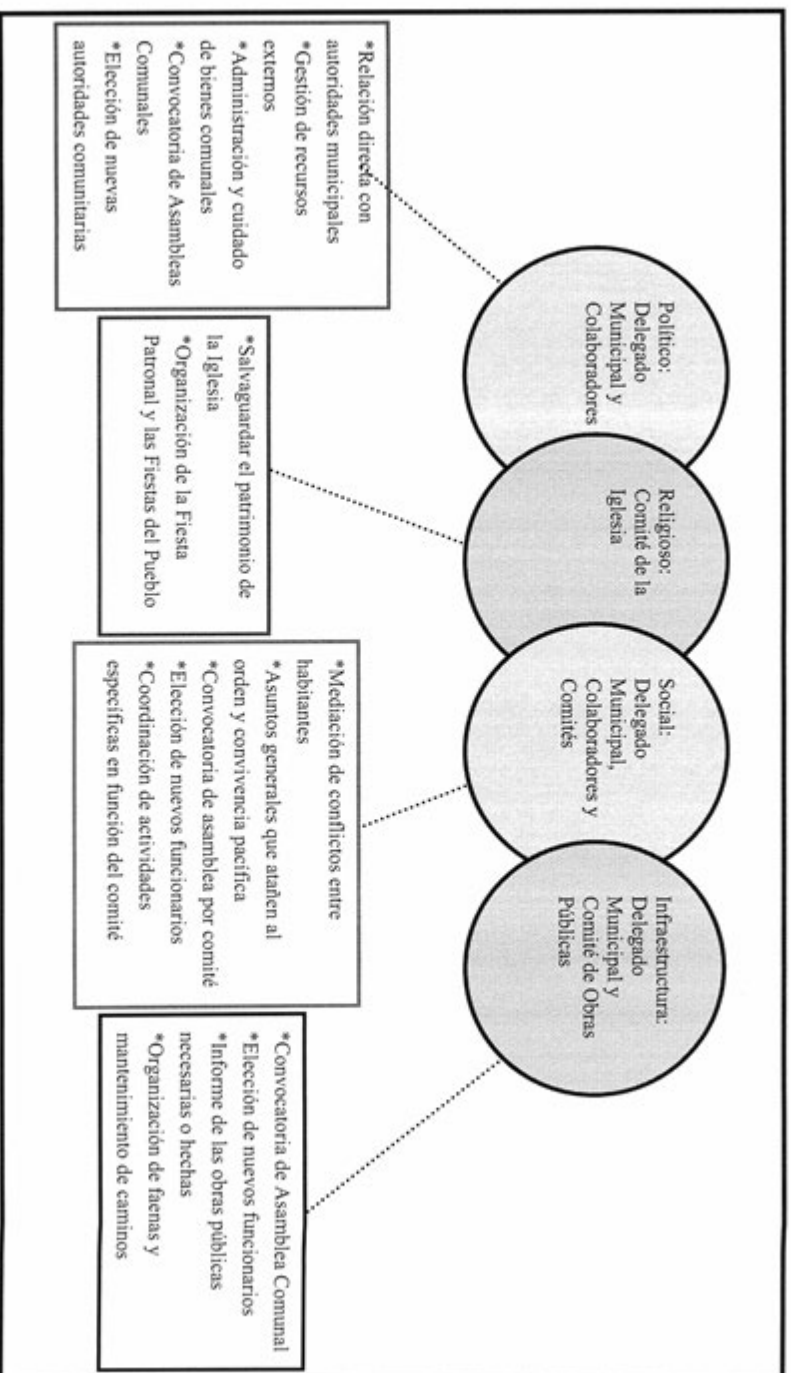 Político:
Delegado
Municipal y
Colaboradores
Religioso:
Comité de la
Iglesia
Social:
Delegado
Municipal,
Colaboradores y
Comités
Infraestructura:
Delegado
Municipal y
Comité de Obras
Públicas
*Relación directa con
autoridades municipales
*Gestión de recursos
externos
*Administración y cuidado
de bienes comunales
*Convocatoria de Asambleas
Comunales
*Elección de nuevas
autoridades comunitarias
*Salvaguardar el patrimonio de
la Iglesia
*Organización de la Fiesta
Patronal y las Fiestas del Pueblo
*Mediación de conflictos entre
habitantes
*Asuntos generales que atañen al
orden y convivencia pacífica
*Convocatoria de asamblea por comité
*Elección de nuevos funcionarios
*Coordinación de actividades
específicas en función del comité
*Convocatoria de Asamblea Comunal
*Elección de nuevos funcionarios
*Informe de las obras públicas
necesarias o hechas
*Organización de faenas y
mantenimiento de caminos